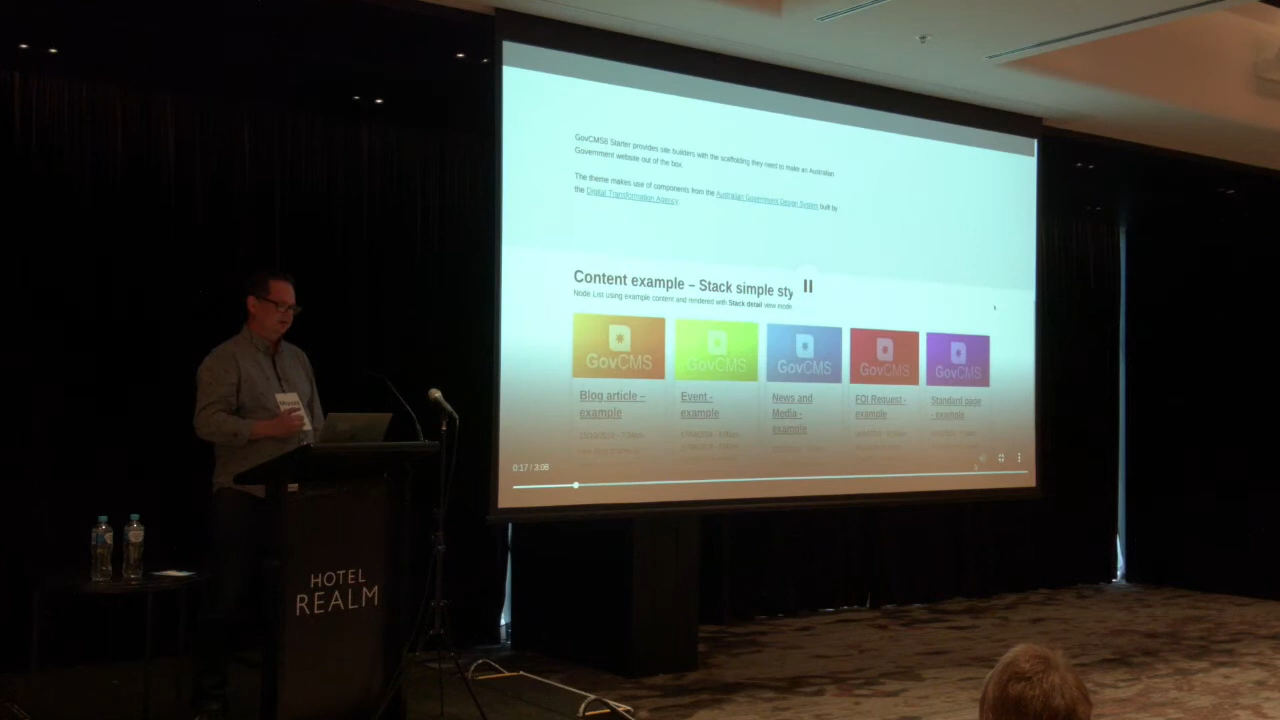 GovCMS8 Starter provides site builders with the scaffolding they need to make an Australian
Government website out of the box.
The theme makes use of components from the Australian Government Design System built by
the Digital Transformation Agency.
Content example – Stack simple sty
Node List using example content and rendered with Stack detail view mode
GovCMS
GovCMS
GovCMS
GovCMS
GovCMS
Blog article –
example
Event -
example
News and
Media -
example
EOI Request -
example
Standard page
- example
0:17 / 3:08
HOTEL
REALM